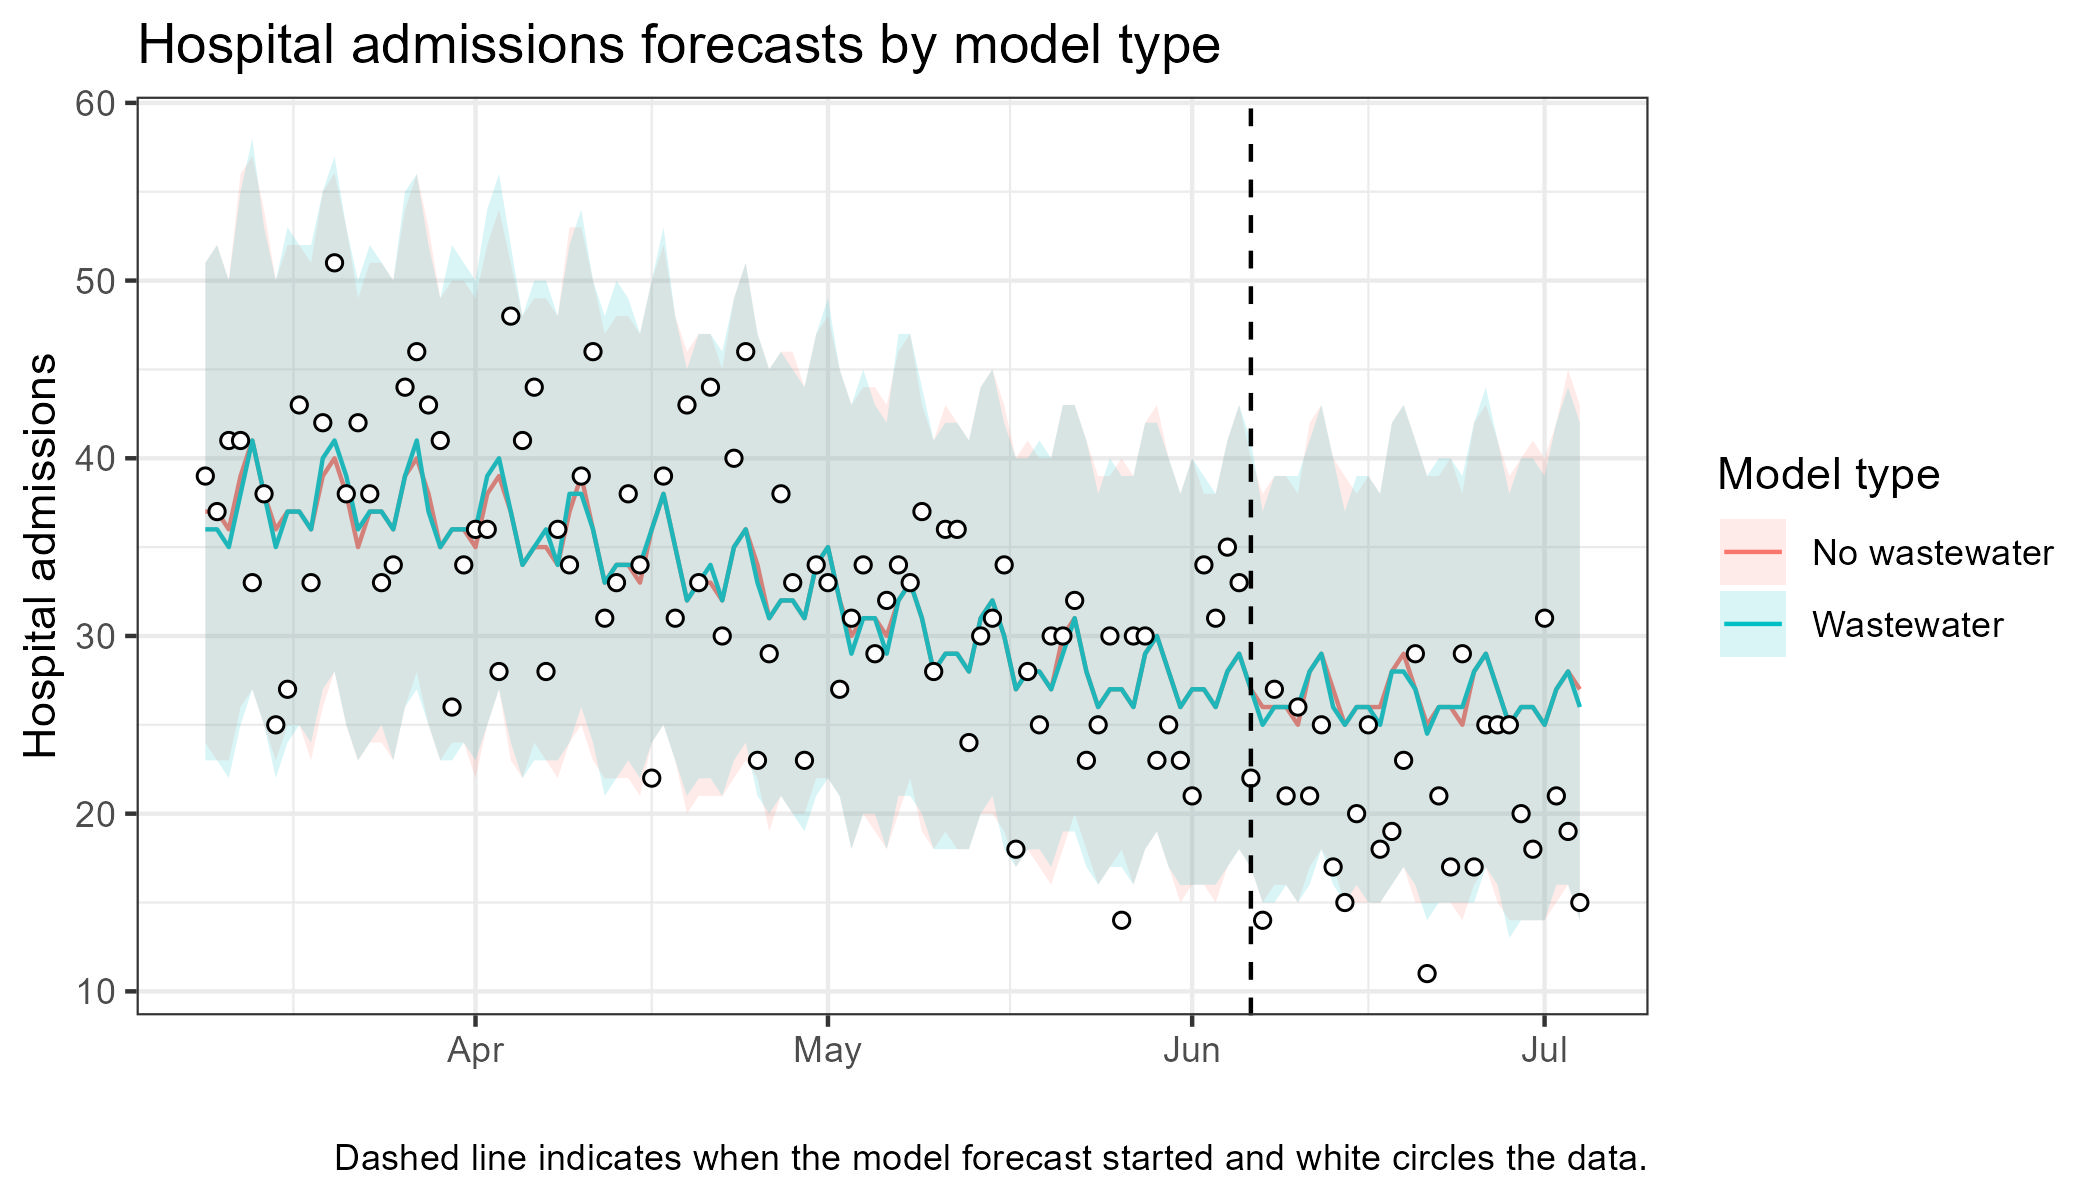 Hospital admissions forecasts by model type
60
50
40
30
20
10
Hospital admissions
Apr
May
Jun
Jul
Model type
No wastewater
Wastewater
Dashed line indicates when the model forecast started and white circles the data.